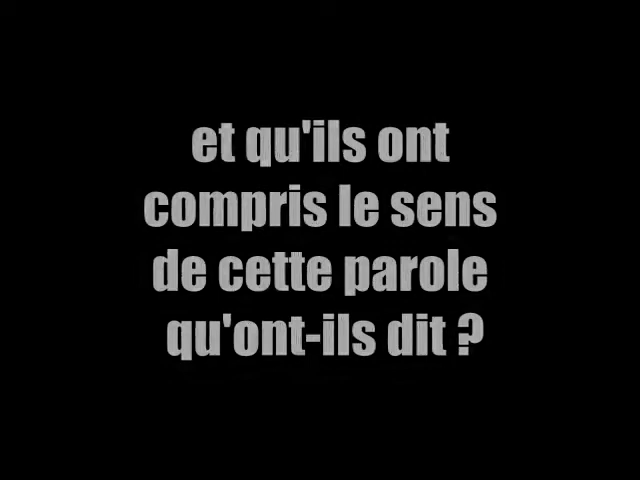 et qu'ils ont
compris le sens
de cette parole
qu'ont-ils dit ?